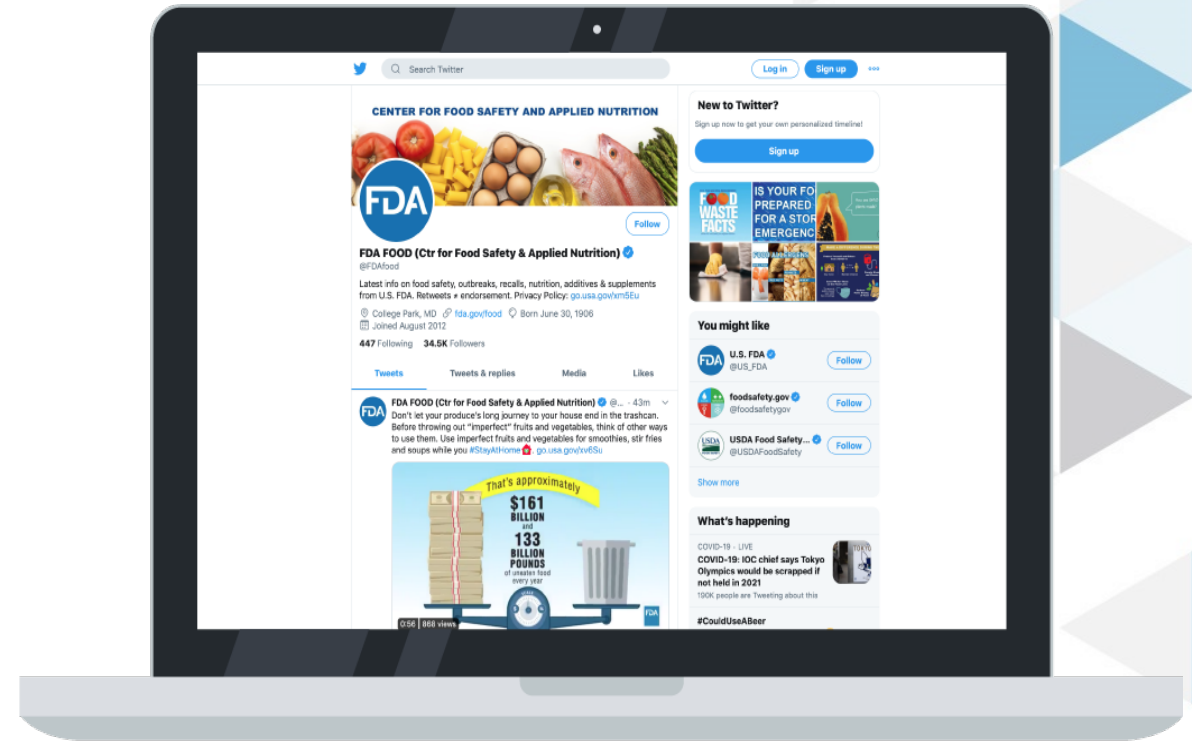 Search Twitter
Log in
Sign up
CENTER FOR FOOD SAFETY AND APPLIED NUTRITION
FDA
Follow
FDA FOOD (Ctr for Food Safety & Applied Nutrition)
@FDAfood
Latest info on food safety, outbreaks, recalls, nutrition, additives & supplements
from U.S. FDA. Retweets ≠ endorsement. Privacy Policy: go.usa.gov/xm5Eu
College Park, MD fda.gov/food Born June 30, 1906
Joined August 2012
447 Following 34.5K Followers
Tweets Tweets & replies Media Likes
FDA
FDA FOOD (Ctr for Food Safety & Applied Nutrition) @... · 43m
Don't let your produce's long journey to your house end in the trashcan.
Before throwing out "imperfect" fruits and vegetables, think of other ways
to use them. Use imperfect fruits and vegetables for smoothies, stir fries
and soups while you #StayAtHome. go.usa.gov/xv6Su
That's approximately
$161
BILLION
and
133
BILLION
POUNDS
of uneaten food
every year
FDA
0:56 868 views
New to Twitter?
Sign up now to get your own personalized timeline!
Sign up
FOOD
WASTE
FACTS
IS YOUR FO
PREPARED
FOR A STOR
EMERGENC
FOOD ALLERGENS
You might like
FDA
U.S. FDA
@US_FDA
Follow
foodsafety.gov
@foodsafetygov
Follow
USDA
USDA Food Safety...
@USDAFoodSafety
Follow
Show more
What's happening
COVID-19 · LIVE
COVID-19: IOC chief says Tokyo
Olympics would be scrapped if
not held in 2021
190K people are Tweeting about this
TOKYO
#CouldUseABeer